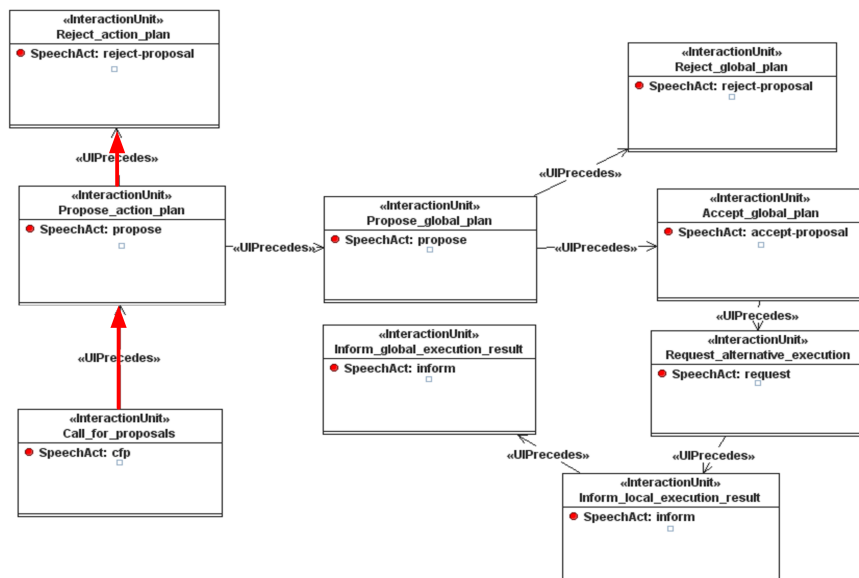 «InteractionUnit»
Reject_action_plan
SpeechAct: reject-proposal
«UIPrecedes»
«InteractionUnit»
Propose_action_plan
SpeechAct: propose
«UIPrecedes»
«InteractionUnit»
Call_for_proposals
SpeechAct: cfp
«UIPrecedes»
«InteractionUnit»
Propose_global_plan
SpeechAct: propose
«UIPrecedes»
«InteractionUnit»
Reject_global_plan
SpeechAct: reject-proposal
«UIPrecedes»
«InteractionUnit»
Accept_global_plan
SpeechAct: accept-proposal
«UIPrecedes»
«InteractionUnit»
Request_alternative_execution
SpeechAct: request
«UIPrecedes»
«InteractionUnit»
Inform_local_execution_result
SpeechAct: inform
«UIPrecedes»
«InteractionUnit»
Inform_global_execution_result
SpeechAct: inform